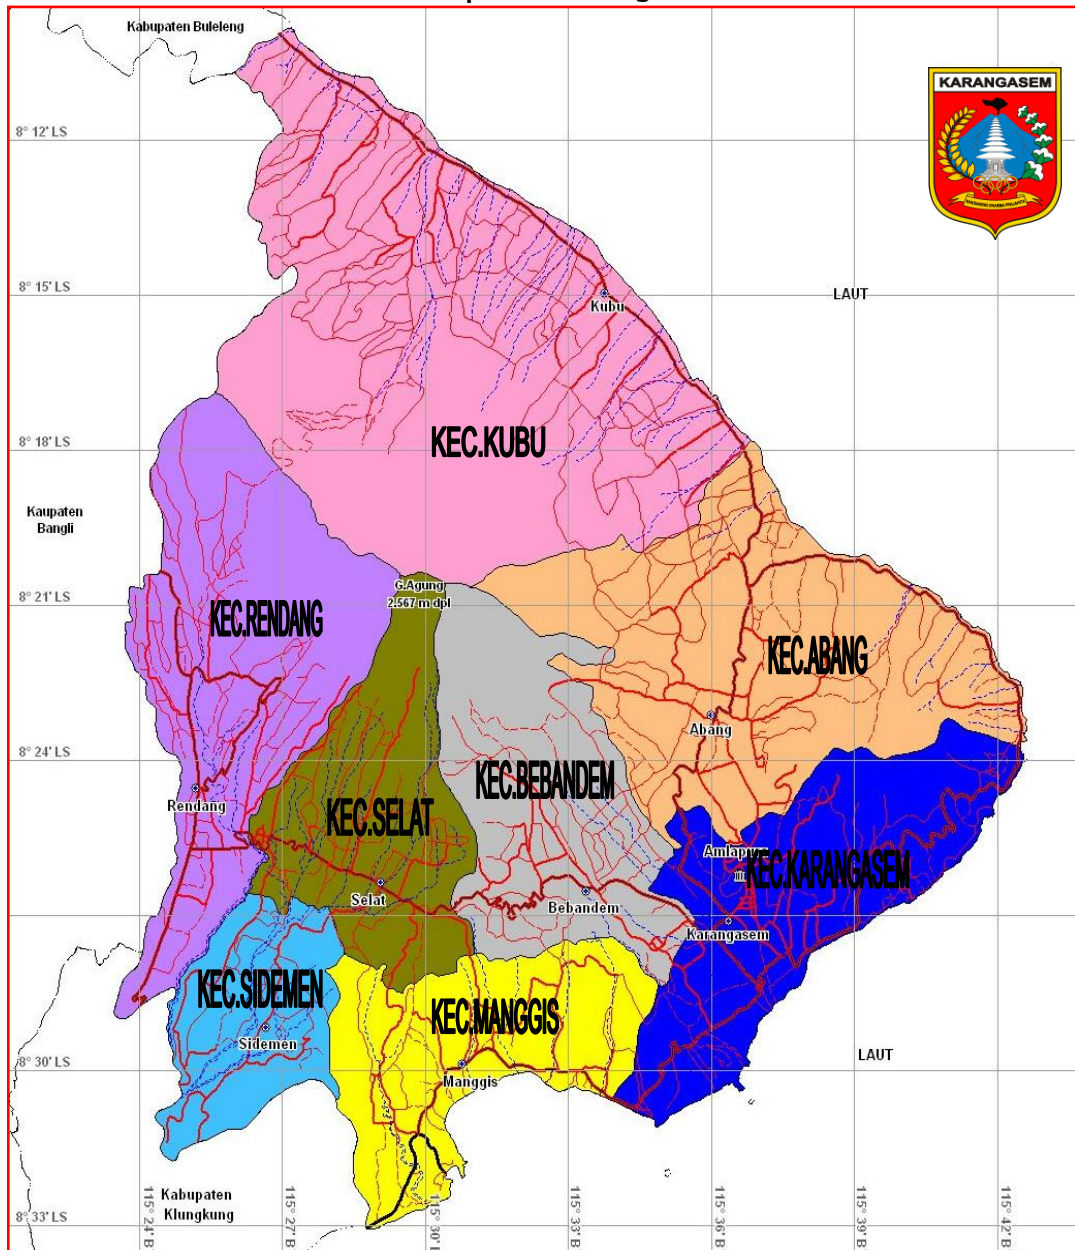 Kabupaten Buleleng
KARANGASEM
8° 12' LS
8° 15' LS
LAUT
Kubu
KEC.KUBU
8° 18' LS
Kaupaten
Bangli
G.Agung
2.567 m dpl
8° 21' LS
KEC.RENDANG
KEC.ABANG
Abang
8° 24' LS
KEC.BEBANDEM
Rendang
KEC.SELAT
KEC.KARANGASEM
Selat
Bebandem
Karangasem
KEC.SIDEMEN
KEC.MANGGIS
Sidemen
LAUT
8° 30' LS
Manggis
Kabupaten
Klungkung
8° 33' LS
115° 24' B
115° 27' B
115° 30' B
115° 33' B
115° 36' B
115° 39' B
115° 42' B